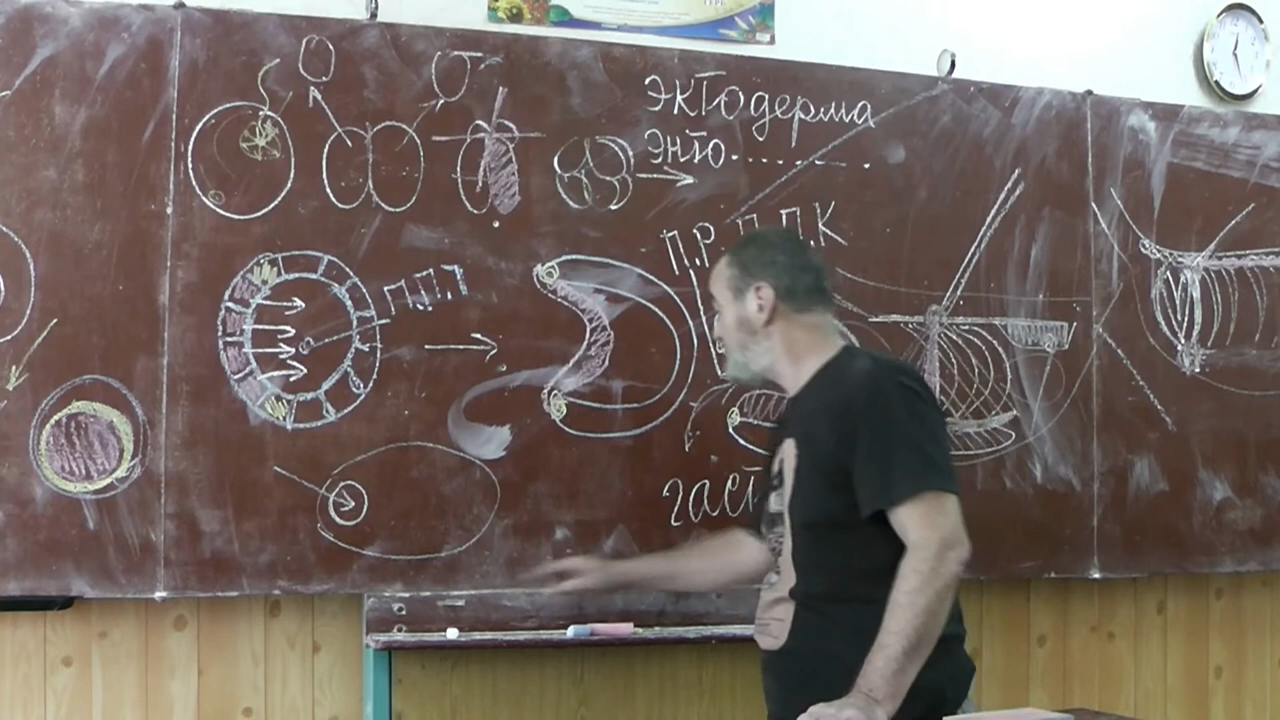 эктодерма
энто.........
П.Р.П.П.К
П.П.П
гаст